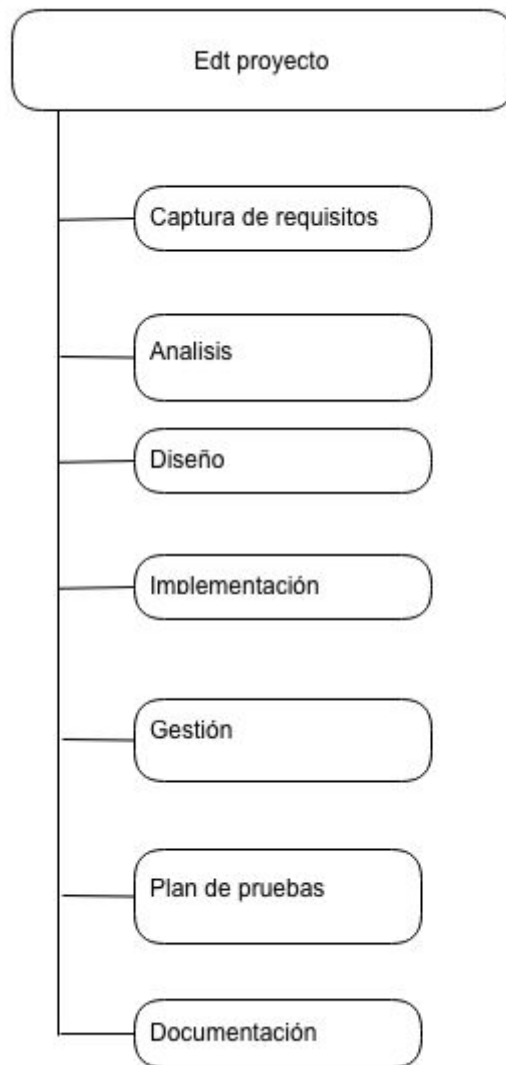 Edt proyecto
Captura de requisitos
Analisis
Diseño
Implementación
Gestión
Plan de pruebas
Documentación